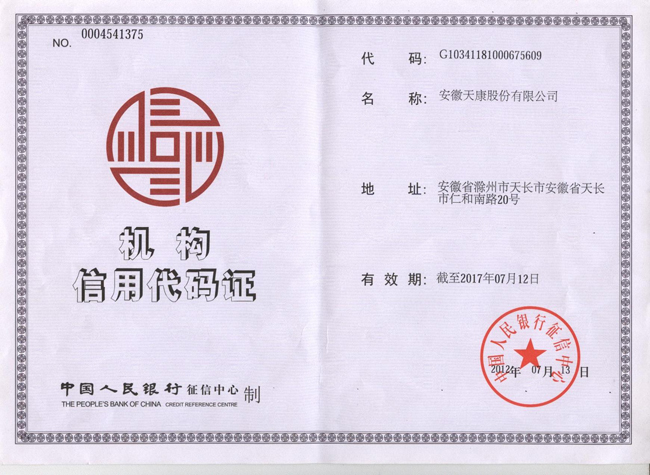 NO. 0004541375
机构
信用代码证
中国人民银行征信中心 制
THE PEOPLE'S BANK OF CHINA CREDIT REFERENCE CENTRE
代 码: G10341181000675609
名 称: 安徽天康股份有限公司
地 址: 安徽省滁州市天长市安徽省天长
市仁和南路20号
有 效 期: 截至2017年07月12日
中国人民银行征信中心
2012年 07月 13日